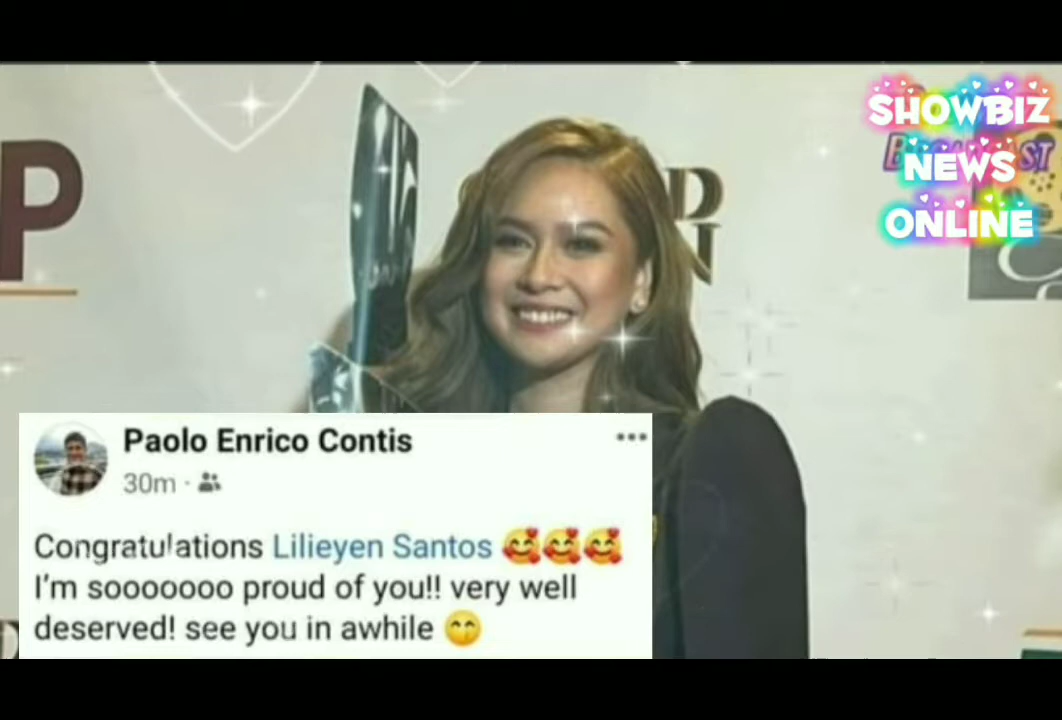 P
P
N
SHOWBIZ
NEWS
ONLINE
Paolo Enrico Contis
30m ·
Congratulations Lilieyen Santos 🥰🥰🥰
I'm sooooooo proud of you!! very well
deserved! see you in awhile 😙